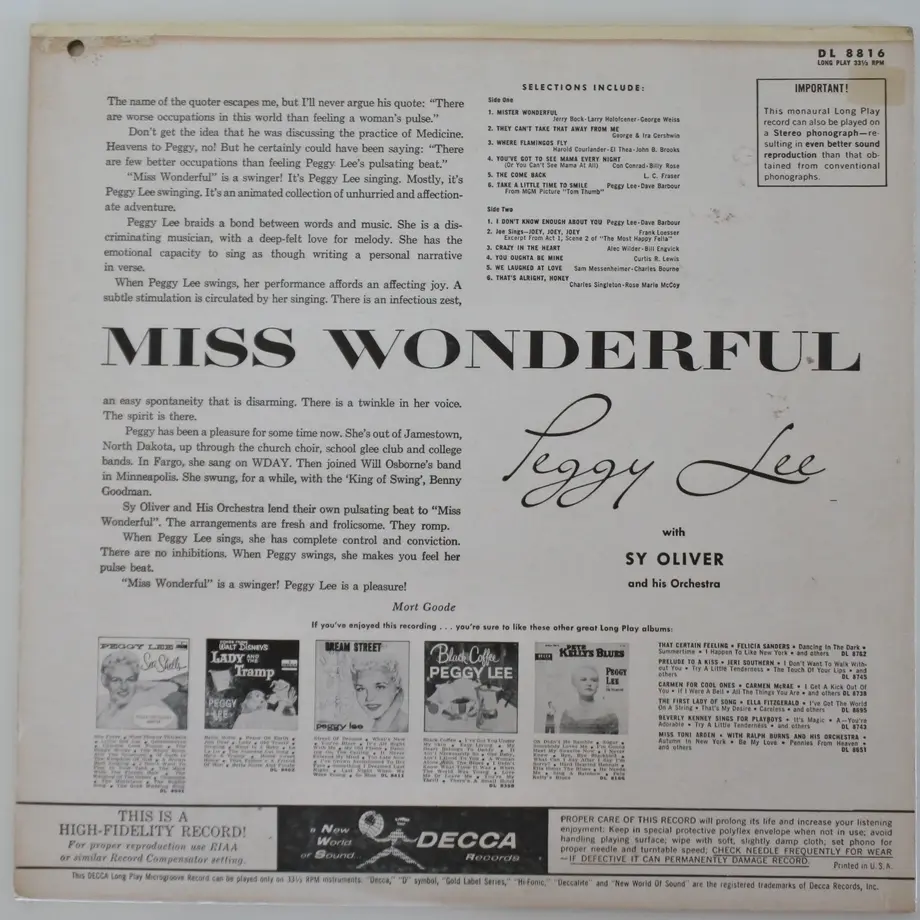 DL 8816
LONG PLAY 33⅓ RPM
IMPORTANT!
This monaural Long Play
record can also be played on
a Stereo phonograph—re-
sulting in even better sound
reproduction than that ob-
tained from conventional
phonographs.
The name of the quoter escapes me, but I'll never argue his quote: "There
are worse occupations in this world than feeling a woman's pulse."
Don't get the idea that he was discussing the practice of Medicine.
Heavens to Peggy, no! But he certainly could have been saying: "There
are few better occupations than feeling Peggy Lee's pulsating beat."
"Miss Wonderful" is a swinger! It's Peggy Lee singing. Mostly, it's
Peggy Lee swinging. It's an animated collection of unhurried and affection-
ate adventure.
Peggy Lee braids a bond between words and music. She is a dis-
criminating musician, with a deep-felt love for melody. She has the
emotional capacity to sing as though writing a personal narrative
in verse.
When Peggy Lee swings, her performance affords an affecting joy. A
subtle stimulation is circulated by her singing. There is an infectious zest,
SELECTIONS INCLUDE:
Side One
1. MISTER WONDERFUL
Jerry Bock-Larry Holofcener-George Weiss
2. THEY CAN'T TAKE THAT AWAY FROM ME
George & Ira Gershwin
3. WHERE FLAMINGOS FLY
Harold Courlander-El Thea-John B. Brooks
4. YOU'VE GOT TO SEE MAMA EVERY NIGHT
(Or You Can't See Mama At All) Con Conrad-Billy Rose
5. THE COME BACK L. C. Fraser
6. TAKE A LITTLE TIME TO SMILE Peggy Lee-Dave Barbour
From MGM Picture "Tom Thumb"
Side Two
1. I DON'T KNOW ENOUGH ABOUT YOU Peggy Lee-Dave Barbour
2. Joe Sings—JOEY, JOEY, JOEY Frank Loesser
Excerpt From Act 1, Scene 2 of "The Most Happy Fella"
3. CRAZY IN THE HEART Alec Wilder-Bill Engvick
4. YOU OUGHTA BE MINE Curtis R. Lewis
5. WE LAUGHED AT LOVE Sam Messenheimer-Charles Bourne
6. THAT'S ALRIGHT, HONEY
Charles Singleton-Rose Marie McCoy
MISS WONDERFUL
Peggy Lee
with
SY OLIVER
and his Orchestra
an easy spontaneity that is disarming. There is a twinkle in her voice.
The spirit is there.
Peggy has been a pleasure for some time now. She's out of Jamestown,
North Dakota, up through the church choir, school glee club and college
bands. In Fargo, she sang on WDAY. Then joined Will Osborne's band
in Minneapolis. She swung, for a while, with the 'King of Swing', Benny
Goodman.
Sy Oliver and His Orchestra lend their own pulsating beat to "Miss
Wonderful". The arrangements are fresh and frolicsome. They romp.
When Peggy Lee sings, she has complete control and conviction.
There are no inhibitions. When Peggy swings, she makes you feel her
pulse beat.
"Miss Wonderful" is a swinger! Peggy Lee is a pleasure!
Mort Goode
If you've enjoyed this recording . . . you're sure to like these other great Long Play albums:
PEGGY LEE
Sea Shells
WALT DISNEY'S
LADY AND THE
Tramp
PEGGY
LEE
DREAM STREET
peggy lee
Black Coffee
PEGGY LEE
PETE
KELLY'S BLUES
PEGGY
LEE
THAT CERTAIN FEELING • FELICIA SANDERS • Dancing In The Dark •
Summertime • I Happen To Like New York • and others DL 8762
PRELUDE TO A KISS • JERI SOUTHERN • I Don't Want To Walk With-
out You • Try A Little Tenderness • The Touch Of Your Lips • and
others DL 8745
CARMEN FOR COOL ONES • CARMEN McRAE • I Get A Kick Out Of
You • If I Were A Bell • All The Things You Are • and others DL 8738
THE FIRST LADY OF SONG • ELLA FITZGERALD • I've Got The World
On A String • That's My Desire • Careless • and others DL 8695
BEVERLY KENNEY SINGS FOR PLAYBOYS • It's Magic • A—You're
Adorable • Try A Little Tenderness • and others DL 8743
MISS TONI ARDEN • WITH RALPH BURNS AND HIS ORCHESTRA •
Autumn In New York • Be My Love • Pennies From Heaven •
and others DL 8651
THIS IS A
HIGH-FIDELITY RECORD!
For proper reproduction use RIAA
or similar Record Compensator setting.
a New
World
of Sound
DECCA
Records
PROPER CARE OF THIS RECORD will prolong its life and increase your listening
enjoyment: Keep in special protective polyflex envelope when not in use; avoid
handling playing surface; wipe with soft, slightly damp cloth; set phono for
proper needle and turntable speed; CHECK NEEDLE FREQUENTLY FOR WEAR
—IF DEFECTIVE IT CAN PERMANENTLY DAMAGE RECORD.
Printed in U.S.A.
This DECCA Long Play Microgroove Record can be played only on 33⅓ RPM instruments. "Decca," "D" symbol, "Gold Label Series," "Hi-Fonic," "Deccalite" and "New World Of Sound" are the registered trademarks of Decca Records, Inc.